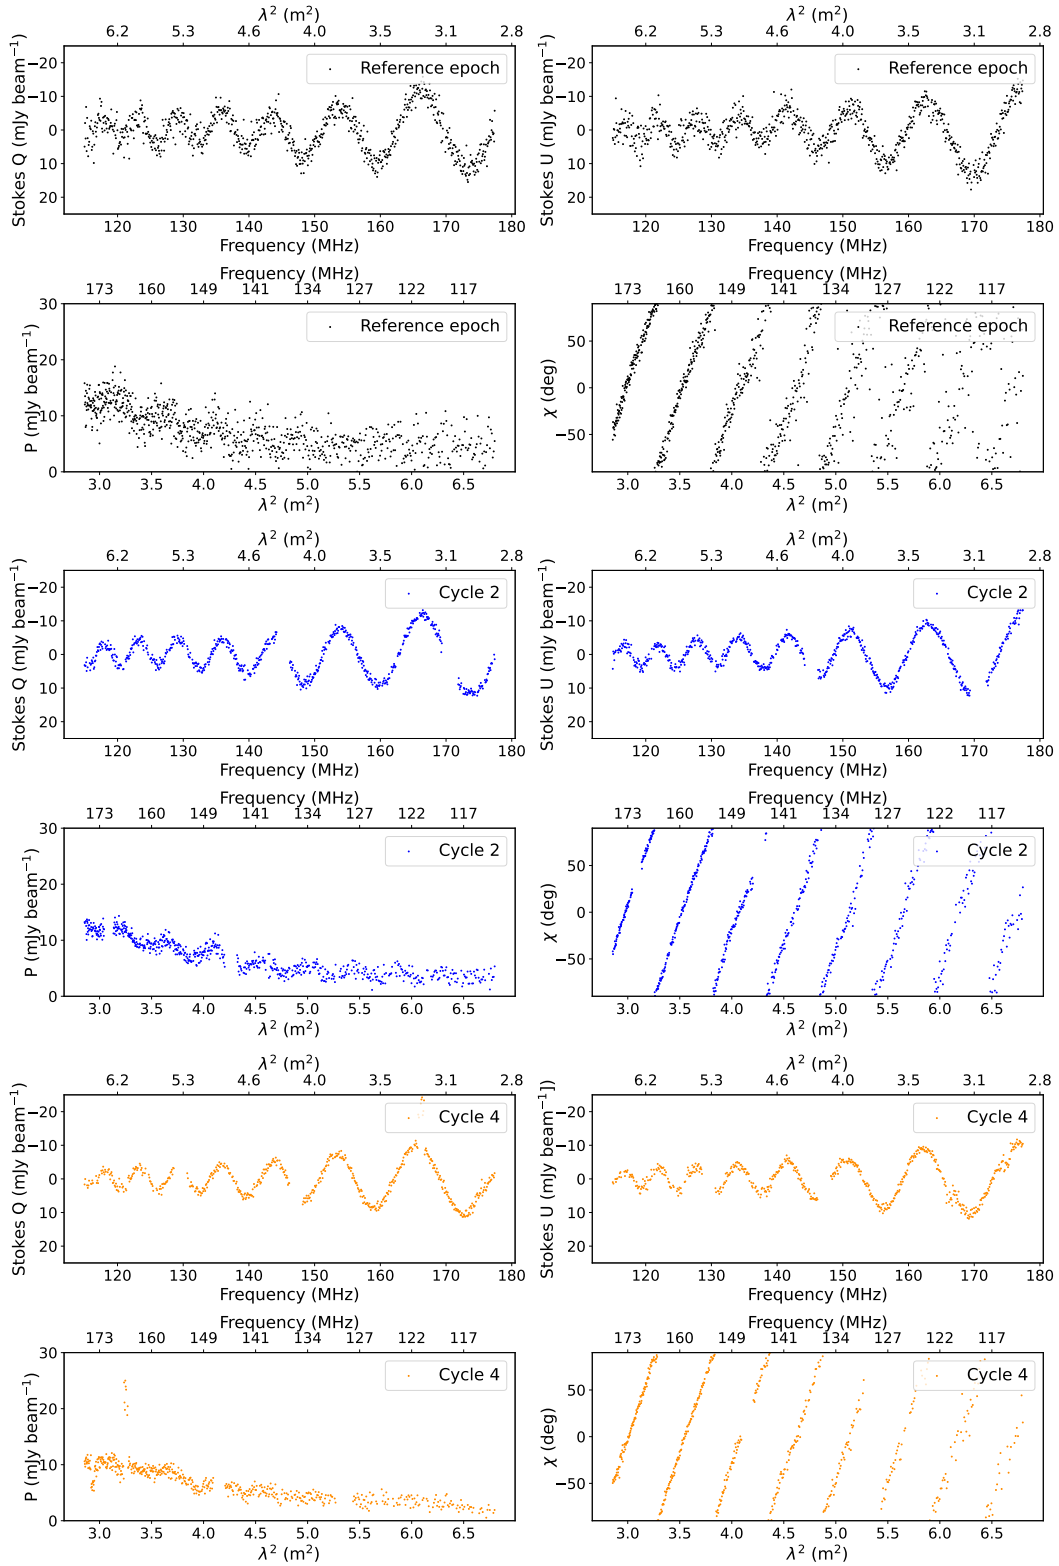 λ² (m²) λ² (m²)
6.2 5.3 4.6 4.0 3.5 3.1 2.8 6.2 5.3 4.6 4.0 3.5 3.1 2.8
Stokes Q (mJy beam⁻¹) −20 −10 0 10 20 Reference epoch Stokes U (mJy beam⁻¹) −20 −10 0 10 20 Reference epoch
120 130 140 150 160 170 180 120 130 140 150 160 170 180
Frequency (MHz) Frequency (MHz)
Frequency (MHz) Frequency (MHz)
173 160 149 141 134 127 122 117 173 160 149 141 134 127 122 117
P (mJy beam⁻¹) 30 20 10 0 Reference epoch χ (deg) 50 0 −50 Reference epoch
3.0 3.5 4.0 4.5 5.0 5.5 6.0 6.5 3.0 3.5 4.0 4.5 5.0 5.5 6.0 6.5
λ² (m²) λ² (m²)
λ² (m²) λ² (m²)
6.2 5.3 4.6 4.0 3.5 3.1 2.8 6.2 5.3 4.6 4.0 3.5 3.1 2.8
Stokes Q (mJy beam⁻¹) −20 −10 0 10 20 Cycle 2 Stokes U (mJy beam⁻¹) −20 −10 0 10 20 Cycle 2
120 130 140 150 160 170 180 120 130 140 150 160 170 180
Frequency (MHz) Frequency (MHz)
Frequency (MHz) Frequency (MHz)
173 160 149 141 134 127 122 117 173 160 149 141 134 127 122 117
P (mJy beam⁻¹) 30 20 10 0 Cycle 2 χ (deg) 50 0 −50 Cycle 2
3.0 3.5 4.0 4.5 5.0 5.5 6.0 6.5 3.0 3.5 4.0 4.5 5.0 5.5 6.0 6.5
λ² (m²) λ² (m²)
λ² (m²) λ² (m²)
6.2 5.3 4.6 4.0 3.5 3.1 2.8 6.2 5.3 4.6 4.0 3.5 3.1 2.8
Stokes Q (mJy beam⁻¹) −20 −10 0 10 20 Cycle 4 Stokes U (mJy beam⁻¹]) −20 −10 0 10 20 Cycle 4
120 130 140 150 160 170 180 120 130 140 150 160 170 180
Frequency (MHz) Frequency (MHz)
Frequency (MHz) Frequency (MHz)
173 160 149 141 134 127 122 117 173 160 149 141 134 127 122 117
P (mJy beam⁻¹) 30 20 10 0 Cycle 4 χ (deg) 50 0 −50 Cycle 4
3.0 3.5 4.0 4.5 5.0 5.5 6.0 6.5 3.0 3.5 4.0 4.5 5.0 5.5 6.0 6.5
λ² (m²) λ² (m²)